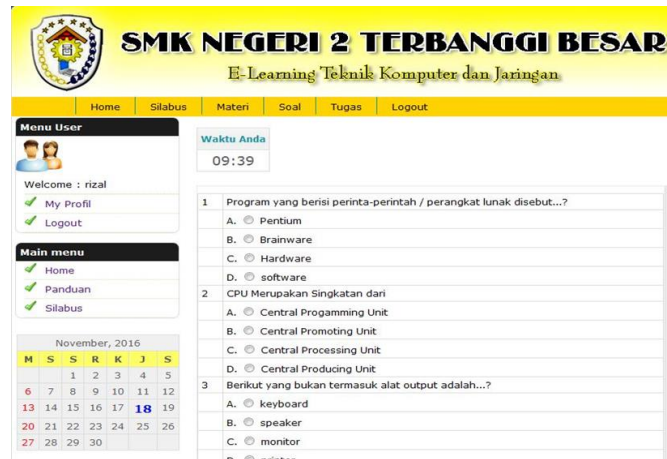 SMK NEGERI 2 TERBANGGI BESAR
E-Learning Teknik Komputer dan Jaringan
Home Silabus Materi Soal Tugas Logout
Menu User
Welcome : rizal
My Profil
Logout
Main menu
Home
Panduan
Silabus
November, 2016
M S S R K J S
1 2 3 4 5
6 7 8 9 10 11 12
13 14 15 16 17 18 19
20 21 22 23 24 25 26
27 28 29 30
Waktu Anda
09:39
1 Program yang berisi perinta-perintah / perangkat lunak disebut...?
A. Pentium
B. Brainware
C. Hardware
D. software
2 CPU Merupakan Singkatan dari
A. Central Progamming Unit
B. Central Promoting Unit
C. Central Processing Unit
D. Central Producing Unit
3 Berikut yang bukan termasuk alat output adalah...?
A. keyboard
B. speaker
C. monitor